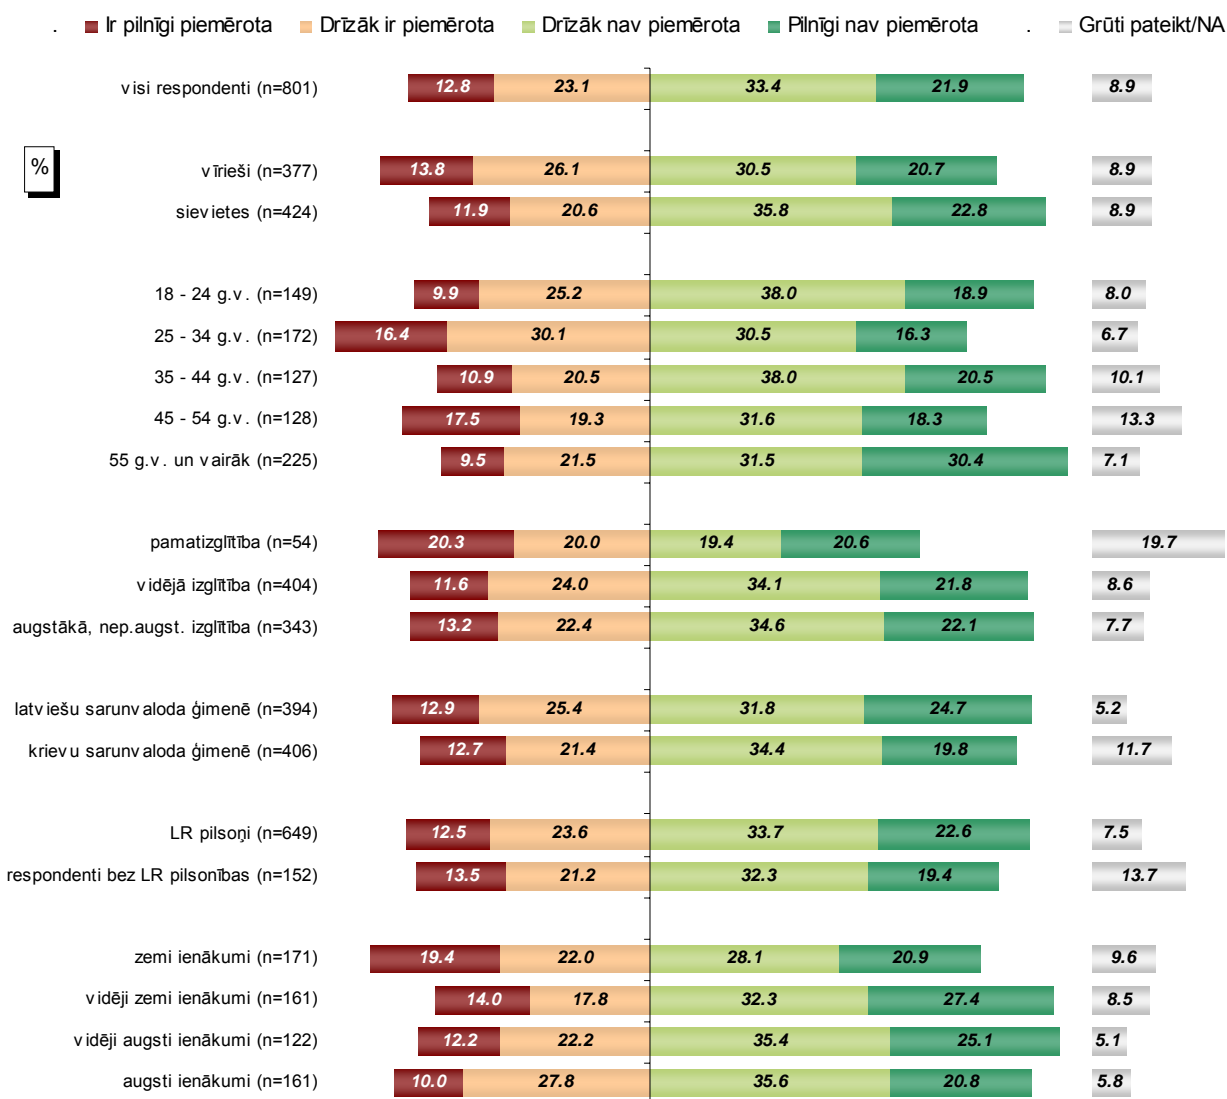 . Ir pilnīgi piemērota Drīzāk ir piemērota Drīzāk nav piemērota Pilnīgi nav piemērota . Grūti pateikt/NA
visi respondenti (n=801) 12.8 23.1 33.4 21.9 8.9
%
vīrieši (n=377) 13.8 26.1 30.5 20.7 8.9
sievietes (n=424) 11.9 20.6 35.8 22.8 8.9
18 - 24 g.v. (n=149) 9.9 25.2 38.0 18.9 8.0
25 - 34 g.v. (n=172) 16.4 30.1 30.5 16.3 6.7
35 - 44 g.v. (n=127) 10.9 20.5 38.0 20.5 10.1
45 - 54 g.v. (n=128) 17.5 19.3 31.6 18.3 13.3
55 g.v. un vairāk (n=225) 9.5 21.5 31.5 30.4 7.1
pamatizglītība (n=54) 20.3 20.0 19.4 20.6 19.7
vidējā izglītība (n=404) 11.6 24.0 34.1 21.8 8.6
augstākā, nep.augst. izglītība (n=343) 13.2 22.4 34.6 22.1 7.7
latviešu sarunvaloda ģimenē (n=394) 12.9 25.4 31.8 24.7 5.2
krievu sarunvaloda ģimenē (n=406) 12.7 21.4 34.4 19.8 11.7
LR pilsoņi (n=649) 12.5 23.6 33.7 22.6 7.5
respondenti bez LR pilsonības (n=152) 13.5 21.2 32.3 19.4 13.7
zemi ienākumi (n=171) 19.4 22.0 28.1 20.9 9.6
vidēji zemi ienākumi (n=161) 14.0 17.8 32.3 27.4 8.5
vidēji augsti ienākumi (n=122) 12.2 22.2 35.4 25.1 5.1
augsti ienākumi (n=161) 10.0 27.8 35.6 20.8 5.8